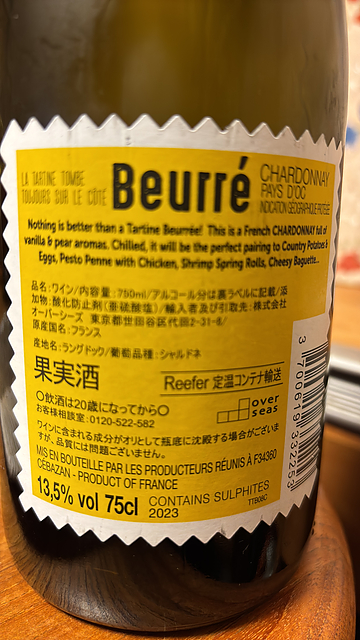 LA TARTINE TOMBE
TOUJOURS SUR LE CÔTÉ
Beurré
CHARDONNAY
PAYS D'OC
INDICATION GÉOGRAPHIQUE PROTÉGÉE
Nothing is better than a Tartine Beurrée! This is a French CHARDONNAY full of
vanilla & pear aromas. Chilled, it will be the perfect pairing to Country Potatoes &
Eggs, Pesto Penne with Chicken, Shrimp Spring Rolls, Cheesy Baguette...
品名:ワイン/内容量:750ml/アルコール分は裏ラベルに記載/添
加物:酸化防止剤(亜硫酸塩)/輸入者及び引取先:株式会社
オーバーシーズ 東京都世田谷区代田2-31-8/
原産国名:フランス
産地名:ラングドック/葡萄品種:シャルドネ
果実酒
Reefer 定温コンテナ輸送
〇飲酒は20歳になってから〇
お客様相談室:0120-522-582
over
seas
ワインに含まれる成分がオリとして瓶底に沈殿する場合がございま
すが、品質には問題ございません。
MIS EN BOUTEILLE PAR LES PRODUCTEURS RÉUNIS À F34360
CÉBAZAN - PRODUCT OF FRANCE
13,5% vol 75cl
CONTAINS SULPHITES
2023
TTB08C
3 700619 332253